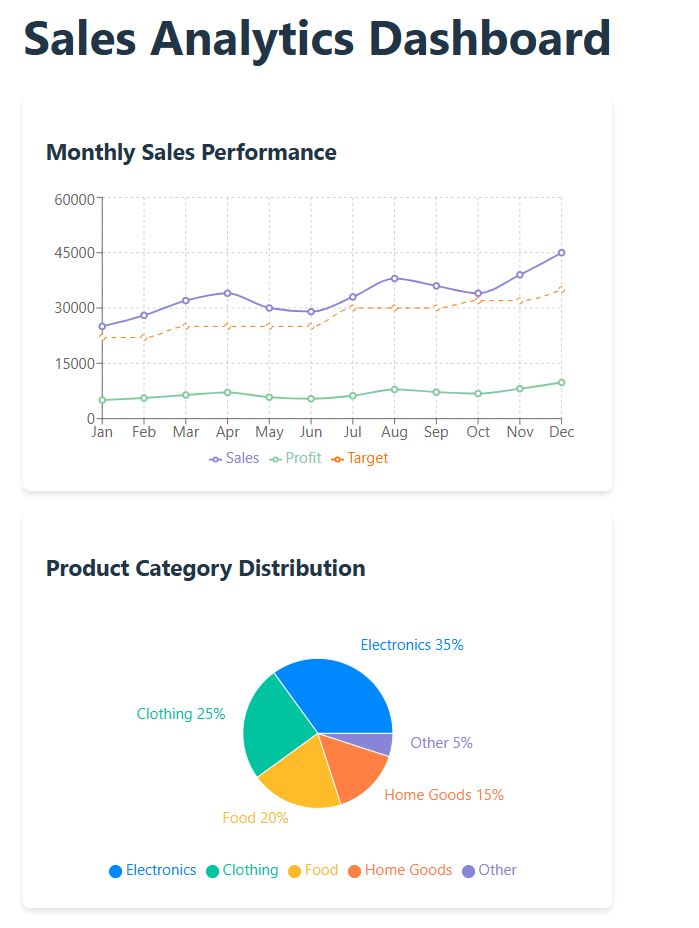 Sales Analytics Dashboard
Monthly Sales Performance
60000
45000
30000
15000
0
Jan Feb Mar Apr May Jun Jul Aug Sep Oct Nov Dec
Sales Profit Target
Product Category Distribution
Electronics 35%
Clothing 25%
Other 5%
Home Goods 15%
Food 20%
Electronics Clothing Food Home Goods Other